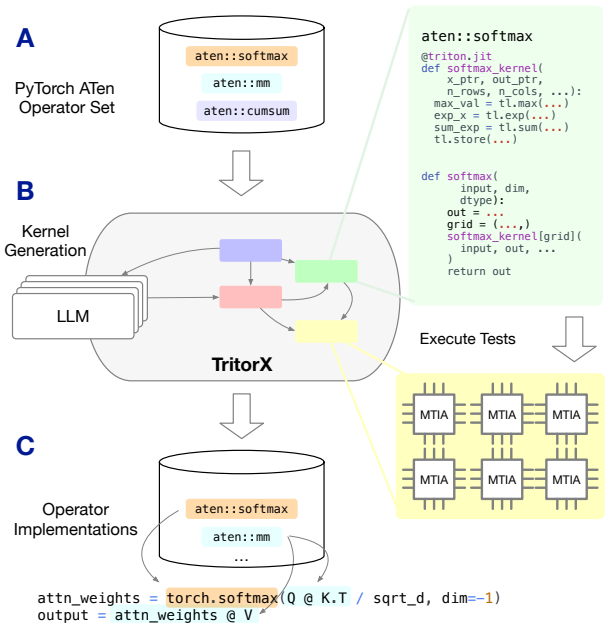 A
PyTorch ATen
Operator Set
aten::softmax
aten::mm
aten::cumsum
aten::softmax
@triton.jit
def softmax_kernel(
x_ptr, out_ptr,
n_rows, n_cols, ...):
max_val = tl.max(...)
exp_x = tl.exp(...)
sum_exp = tl.sum(...)
tl.store(...)
def softmax(
input, dim,
dtype):
out = ...
grid = (...,)
softmax_kernel[grid](
input, out, ...
)
return out
B
Kernel
Generation
LLM
TritorX
Execute Tests
MTIA
MTIA
MTIA
MTIA
MTIA
MTIA
C
Operator
Implementations
aten::softmax
aten::mm
...
attn_weights = torch.softmax(Q @ K.T / sqrt_d, dim=-1)
output = attn_weights @ V